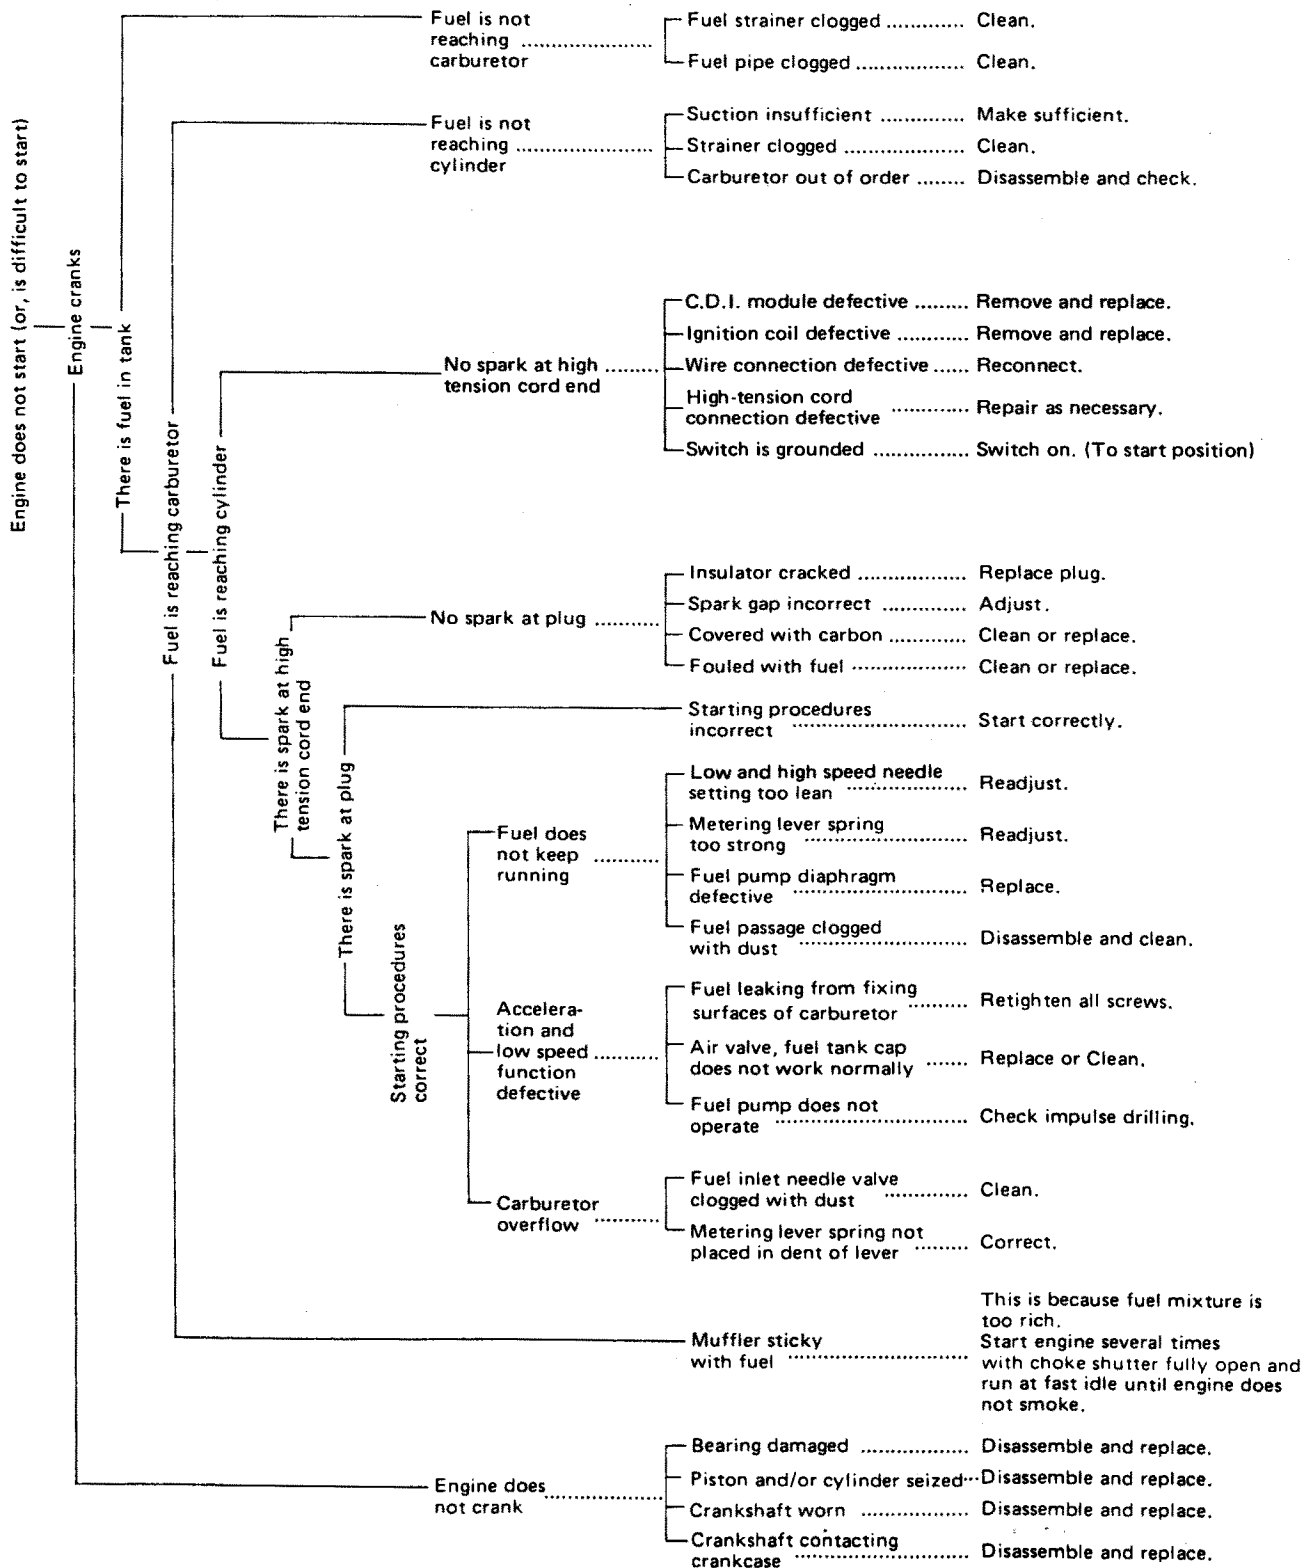 Engine does not start (or, is difficult to start)
Engine cranks
There is fuel in tank
Fuel is reaching carburetor
Fuel is reaching cylinder
There is spark at high
tension cord end
There is spark at plug
Starting procedures
correct
Fuel is not
reaching
carburetor
Fuel strainer clogged ............ Clean.
Fuel pipe clogged ................. Clean.
Fuel is not
reaching
cylinder
Suction insufficient ............. Make sufficient.
Strainer clogged .................. Clean.
Carburetor out of order ........ Disassemble and check.
No spark at high
tension cord end
C.D.I. module defective ......... Remove and replace.
Ignition coil defective ........... Remove and replace.
Wire connection defective ...... Reconnect.
High-tension cord
connection defective ............ Repair as necessary.
Switch is grounded ................ Switch on. (To start position)
No spark at plug
Insulator cracked ................. Replace plug.
Spark gap incorrect .............. Adjust.
Covered with carbon ............. Clean or replace.
Fouled with fuel .................. Clean or replace.
Starting procedures
incorrect ............................ Start correctly.
Fuel does
not keep
running
Low and high speed needle
setting too lean .................. Readjust.
Metering lever spring
too strong ......................... Readjust.
Fuel pump diaphragm
defective ........................... Replace.
Fuel passage clogged
with dust .......................... Disassemble and clean.
Accelera-
tion and
low speed
function
defective
Fuel leaking from fixing
surfaces of carburetor .......... Retighten all screws.
Air valve, fuel tank cap
does not work normally ....... Replace or Clean.
Fuel pump does not
operate ............................. Check impulse drilling.
Carburetor
overflow
Fuel inlet needle valve
clogged with dust ............. Clean.
Metering lever spring not
placed in dent of lever ......... Correct.
Muffler sticky
with fuel
This is because fuel mixture is
too rich.
Start engine several times
with choke shutter fully open and
run at fast idle until engine does
not smoke.
Engine does
not crank
Bearing damaged .................. Disassemble and replace.
Piston and/or cylinder seized... Disassemble and replace.
Crankshaft worn .................. Disassemble and replace.
Crankshaft contacting
crankcase ........................... Disassemble and replace.